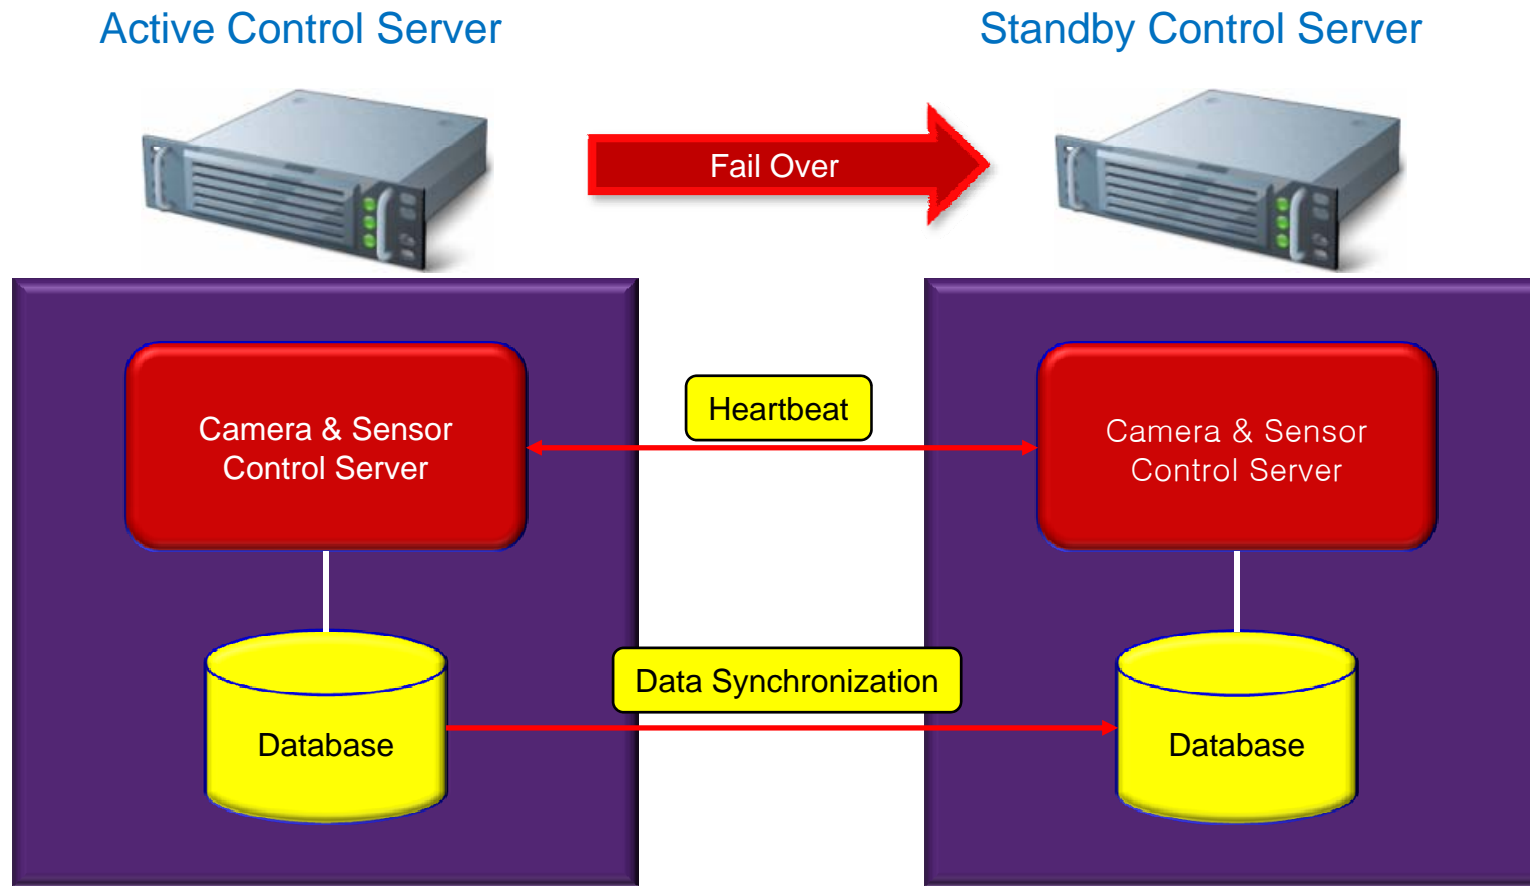 Active Control Server
Standby Control Server
Fail Over
Heartbeat
Camera & Sensor
Control Server
Camera & Sensor
Control Server
Data Synchronization
Database
Database